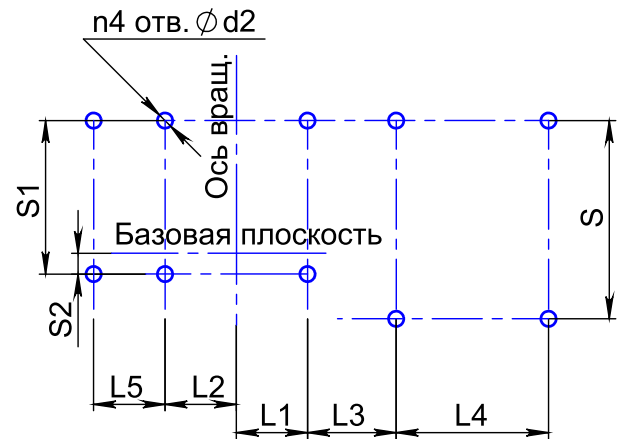 n4 отв. ∅ d2
Ось вращ.
S1
S
Базовая плоскость
S2
L5
L2
L1
L3
L4